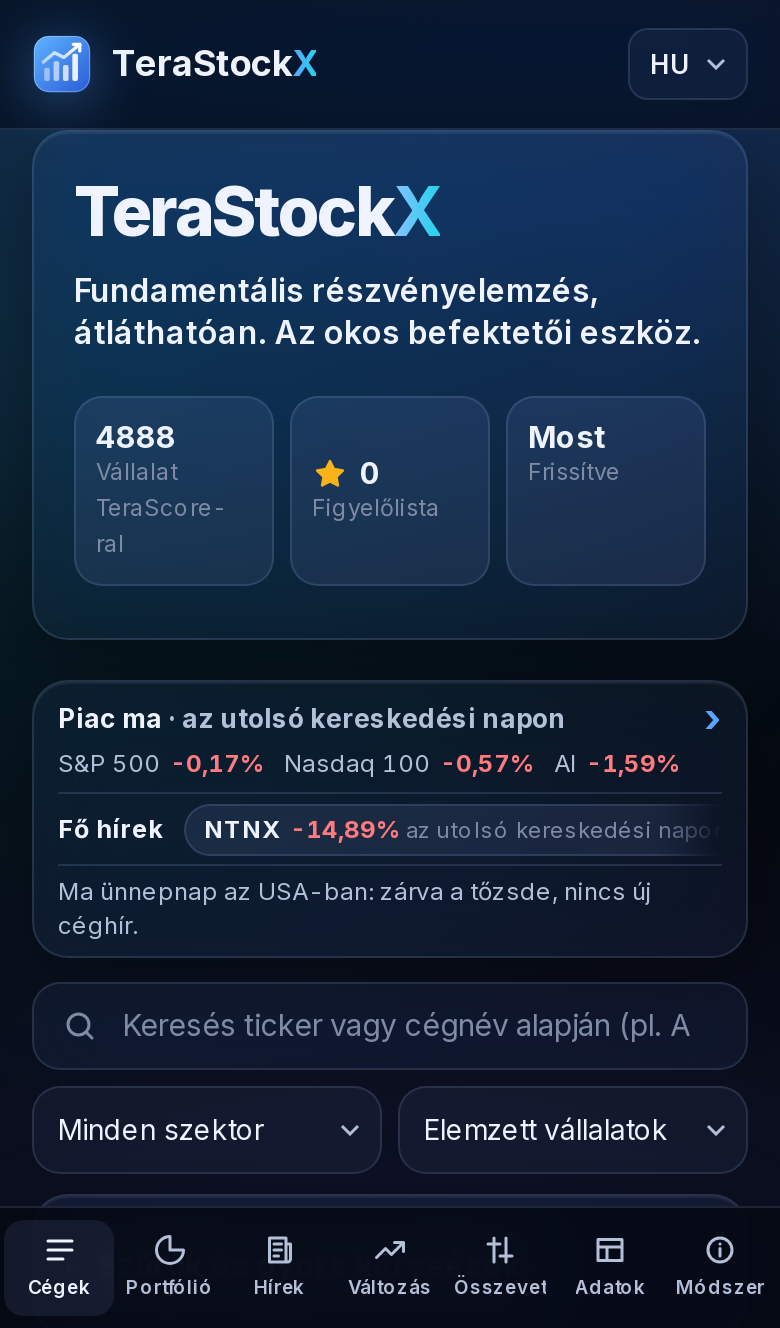 TeraStockX
HU
TeraStockX
Fundamentális részvényelemzés,
átláthatóan. Az okos befektetői eszköz.
4888
Vállalat
TeraScore-
ral
0
Figyelőlista
Most
Frissítve
Piac ma · az utolsó kereskedési napon
S&P 500 -0,17% Nasdaq 100 -0,57% AI -1,59%
Fő hírek NTNX -14,89% az utolsó kereskedési napon
Ma ünnepnap az USA-ban: zárva a tőzsde, nincs új
céghír.
Keresés ticker vagy cégnév alapján (pl. A
Minden szektor
Elemzett vállalatok
Cégek Portfólió Hírek Változás Összevet Adatok Módszer